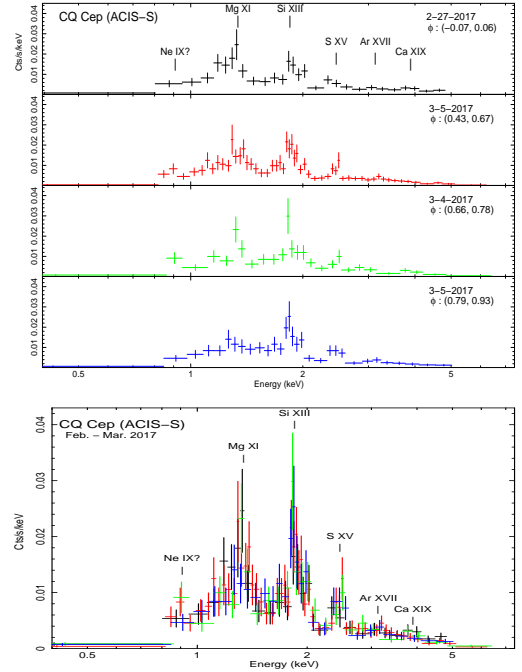 CQ Cep (ACIS−S)
Mg XI
Si XIII
2−27−2017
ϕ : (−0.07, 0.06)
Ne IX?
S XV
Ar XVII
Ca XIX
Cts/s/keV
0.01 0.02 0.03 0.04
3−5−2017
ϕ : (0.43, 0.67)
0.01 0.02 0.03 0.04
3−4−2017
ϕ : (0.66, 0.78)
0.01 0.02 0.03 0.04
3−5−2017
ϕ : (0.79, 0.93)
0.01 0.02 0.03 0.04
0.5 1 2 5
Energy (keV)
CQ Cep (ACIS−S)
Feb. − Mar. 2017
Si XIII
Mg XI
Ne IX?
S XV
Ar XVII
Ca XIX
Cts/s/keV
0 0.01 0.02 0.03 0.04
0.5 1 2 5
Energy (keV)